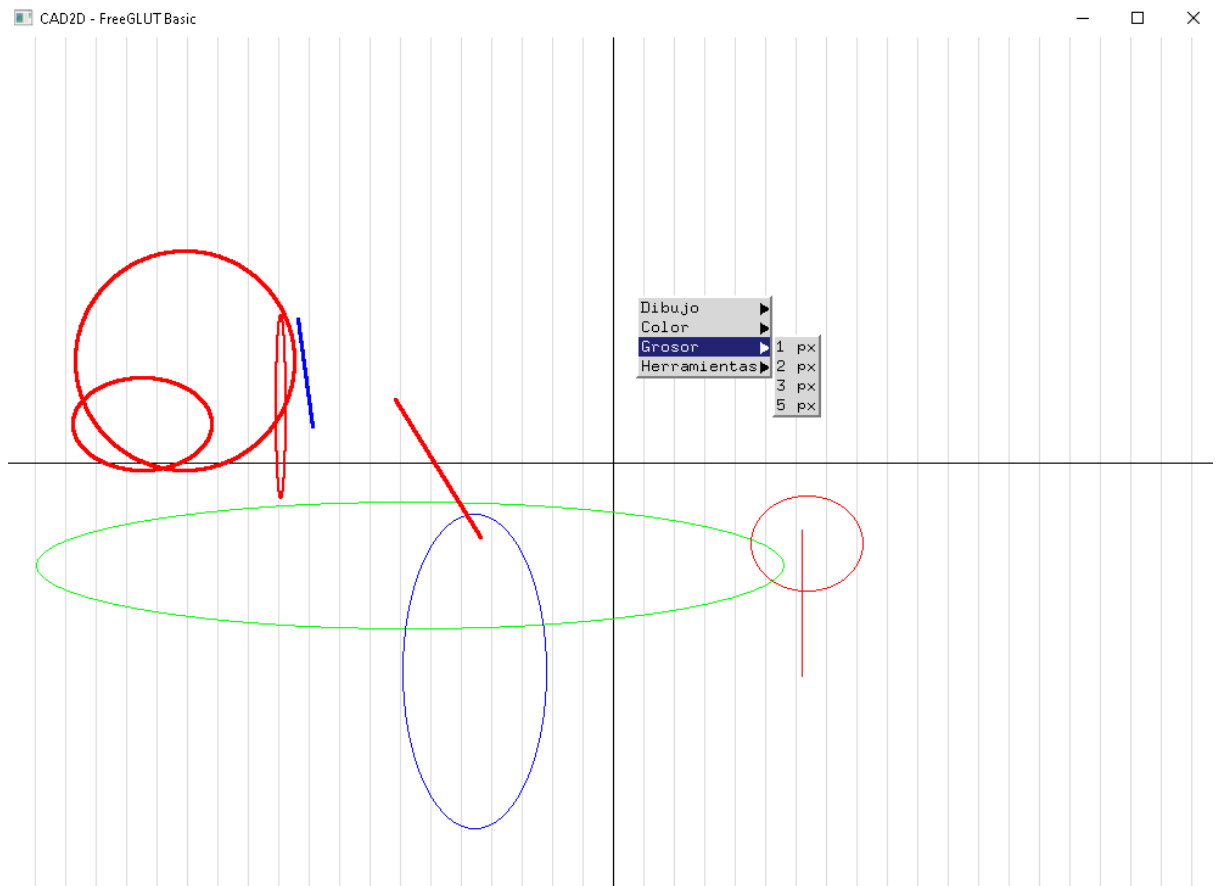 CAD2D - FreeGLUT Basic
Dibujo
Color
Grosor
Herramientas
1 px
2 px
3 px
5 px